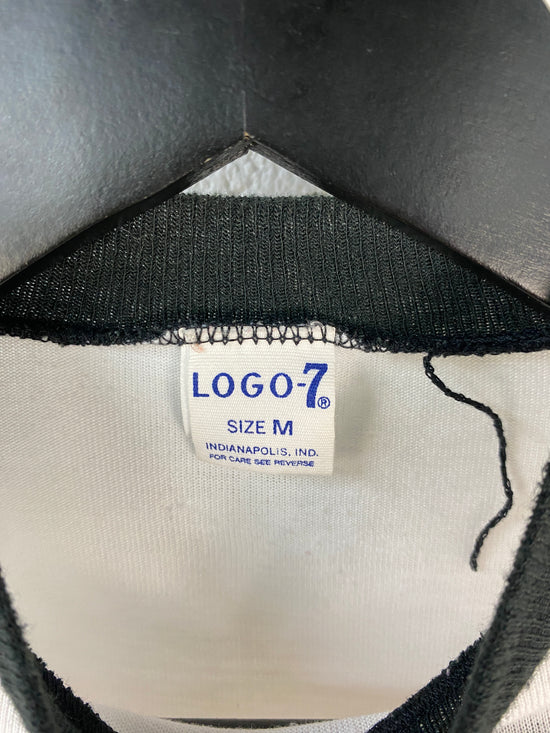 LOGO-7®
SIZE M
INDIANAPOLIS, IND.
FOR CARE SEE REVERSE